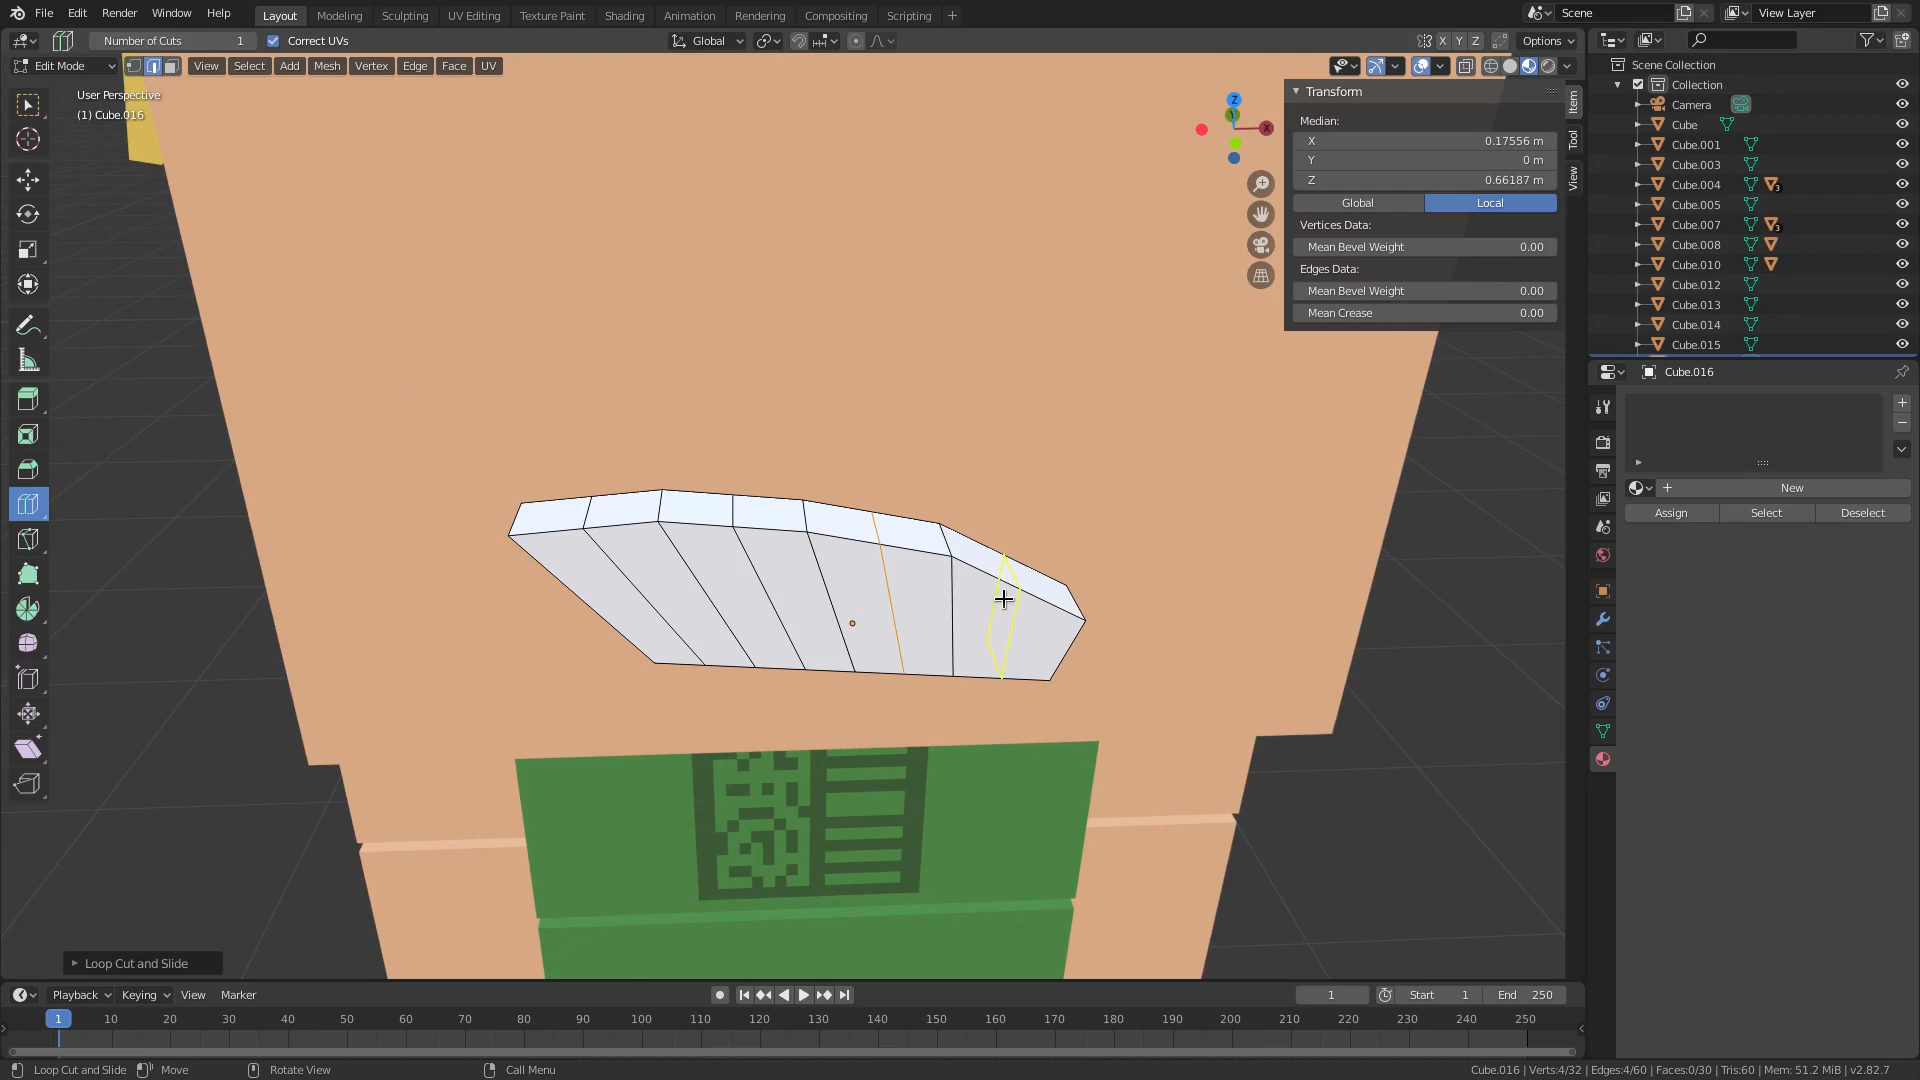 File Edit Render Window Help Layout Modeling Sculpting UV Editing Texture Paint Shading Animation Rendering Compositing Scripting + Scene View Layer
Number of Cuts 1 Correct UVs Global X Y Z Options
Edit Mode View Select Add Mesh Vertex Edge Face UV
User Perspective
(1) Cube.016
Z
X
Transform
Median:
X 0.17556 m
Y 0 m
Z 0.66187 m
Global Local
Vertices Data:
Mean Bevel Weight 0.00
Edges Data:
Mean Bevel Weight 0.00
Mean Crease 0.00
Item
Tool
View
Scene Collection
Collection
Camera
Cube
Cube.001
Cube.003
Cube.004 3
Cube.005
Cube.007 3
Cube.008
Cube.010
Cube.012
Cube.013
Cube.014
Cube.015
Cube.016
+ New
Assign Select Deselect
Loop Cut and Slide
Playback Keying View Marker 1 Start 1 End 250
1 10 20 30 40 50 60 70 80 90 100 110 120 130 140 150 160 170 180 190 200 210 220 230 240 250
Loop Cut and Slide Move Rotate View Call Menu Cube.016 | Verts:4/32 | Edges:4/60 | Faces:0/30 | Tris:60 | Mem: 51.2 MiB | v2.82.7